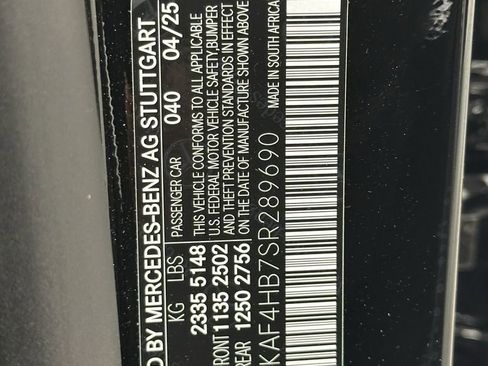 D BY MERCEDES-BENZ AG STUTTGART
KG LBS PASSENGER CAR 040 04/25
2335 5148 THIS VEHICLE CONFORMS TO ALL APPLICABLE
FRONT 1135 2502 U.S. FEDERAL MOTOR VEHICLE SAFETY, BUMPER
REAR 1250 2756 AND THEFT PREVENTION STANDARDS IN EFFECT
ON THE DATE OF MANUFACTURE SHOWN ABOVE.
KAF4HB7SR289690 MADE IN SOUTH AFRICA